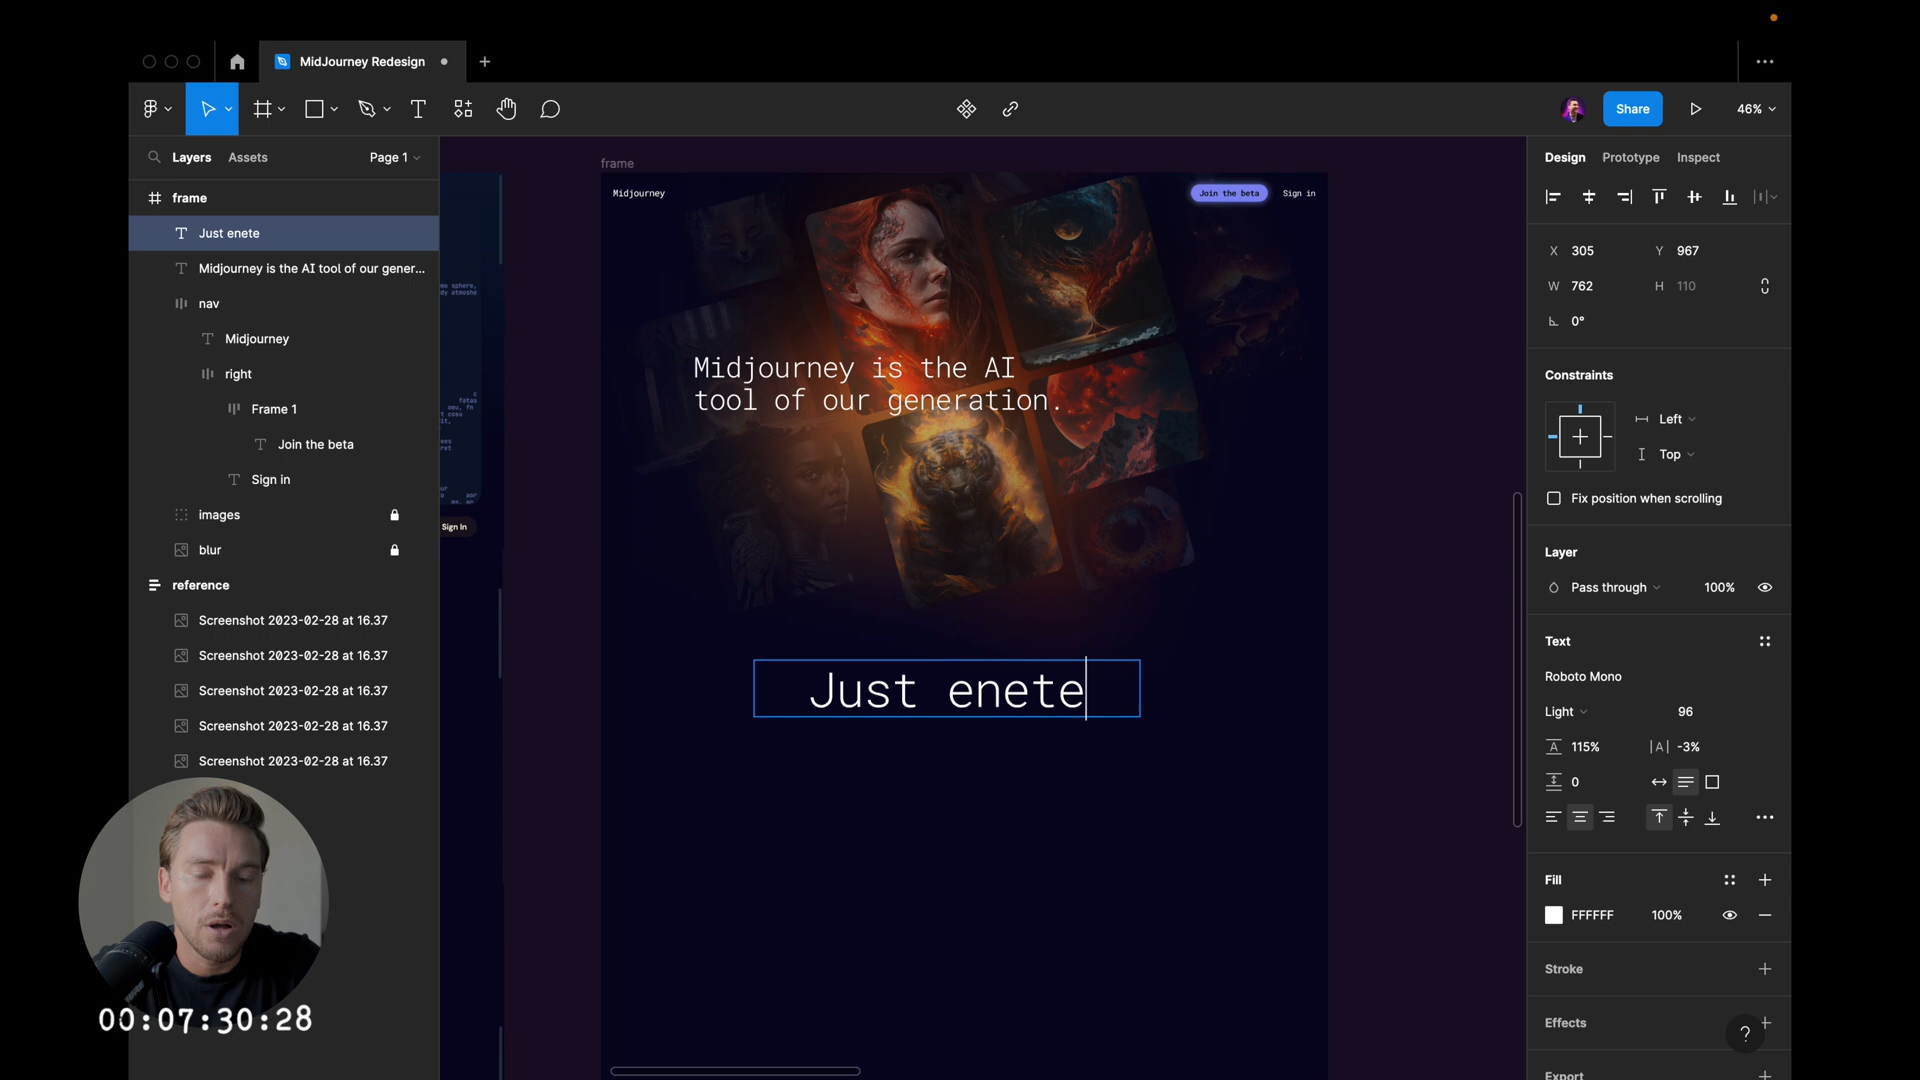 MidJourney Redesign
Share
46%
Layers
Assets
Page 1
frame
Just enete
Midjourney is the AI tool of our gener...
nav
Midjourney
right
Frame 1
Join the beta
Sign in
images
blur
reference
Screenshot 2023-02-28 at 16.37
Screenshot 2023-02-28 at 16.37
Screenshot 2023-02-28 at 16.37
Screenshot 2023-02-28 at 16.37
Screenshot 2023-02-28 at 16.37
00:07:30:28
Sign In
frame
Midjourney
Join the beta
Sign in
Midjourney is the AI
tool of our generation.
Just enete
Design
Prototype
Inspect
X 305
Y 967
W 762
H 110
0°
Constraints
Left
Top
Fix position when scrolling
Layer
Pass through
100%
Text
Roboto Mono
Light
96
115%
|A| -3%
0
Fill
FFFFFF
100%
Stroke
Effects
?
Export